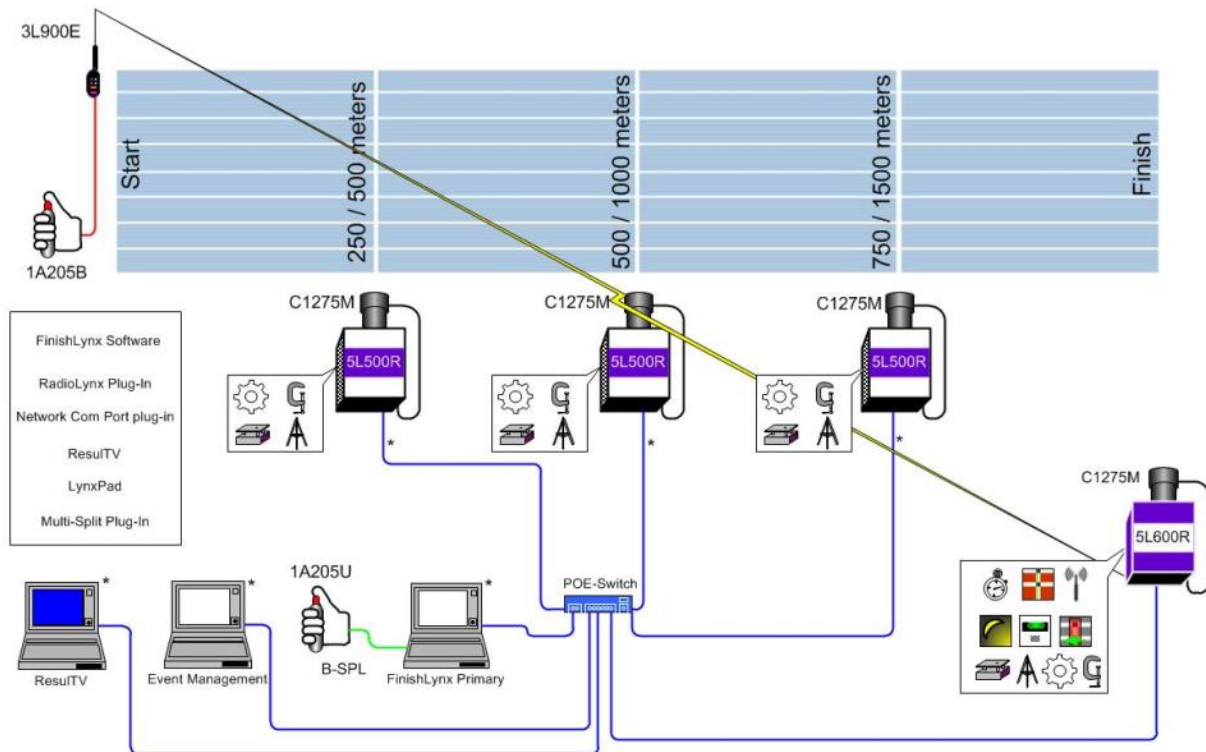 3L900E
Start
250 / 500 meters
500 / 1000 meters
750 / 1500 meters
Finish
1A205B
C1275M
C1275M
C1275M
5L500R
5L500R
5L500R
FinishLynx Software
RadioLynx Plug-In
Network Com Port plug-in
ResulTV
LynxPad
Multi-Split Plug-In
*
*
*
C1275M
5L600R
1A205U
POE-Switch
*
*
*
B-SPL
ResulTV
Event Management
FinishLynx Primary